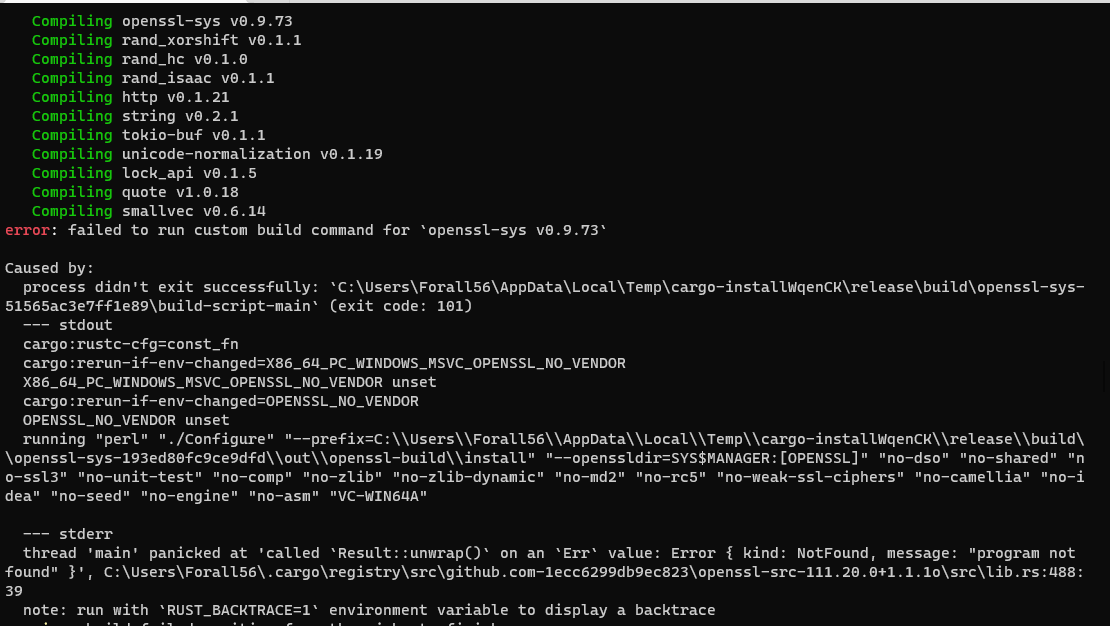 Compiling openssl-sys v0.9.73
Compiling rand_xorshift v0.1.1
Compiling rand_hc v0.1.0
Compiling rand_isaac v0.1.1
Compiling http v0.1.21
Compiling string v0.2.1
Compiling tokio-buf v0.1.1
Compiling unicode-normalization v0.1.19
Compiling lock_api v0.1.5
Compiling quote v1.0.18
Compiling smallvec v0.6.14
error: failed to run custom build command for `openssl-sys v0.9.73`
Caused by:
process didn't exit successfully: `C:\Users\Forall56\AppData\Local\Temp\cargo-installWqenCK\release\build\openssl-sys-
51565ac3e7ff1e89\build-script-main` (exit code: 101)
--- stdout
cargo:rustc-cfg=const_fn
cargo:rerun-if-env-changed=X86_64_PC_WINDOWS_MSVC_OPENSSL_NO_VENDOR
X86_64_PC_WINDOWS_MSVC_OPENSSL_NO_VENDOR unset
cargo:rerun-if-env-changed=OPENSSL_NO_VENDOR
OPENSSL_NO_VENDOR unset
running "perl" "./Configure" "--prefix=C:\\Users\\Forall56\\AppData\\Local\\Temp\\cargo-installWqenCK\\release\\build\
\openssl-sys-193ed80fc9ce9dfd\\out\\openssl-build\\install" "--openssldir=SYS$MANAGER:[OPENSSL]" "no-dso" "no-shared" "n
o-ssl3" "no-unit-test" "no-comp" "no-zlib" "no-zlib-dynamic" "no-md2" "no-rc5" "no-weak-ssl-ciphers" "no-camellia" "no-i
dea" "no-seed" "no-engine" "no-asm" "VC-WIN64A"
--- stderr
thread 'main' panicked at 'called `Result::unwrap()` on an `Err` value: Error { kind: NotFound, message: "program not
found" }', C:\Users\Forall56\.cargo\registry\src\github.com-1ecc6299db9ec823\openssl-src-111.20.0+1.1.1o\src\lib.rs:488:
39
note: run with `RUST_BACKTRACE=1` environment variable to display a backtrace